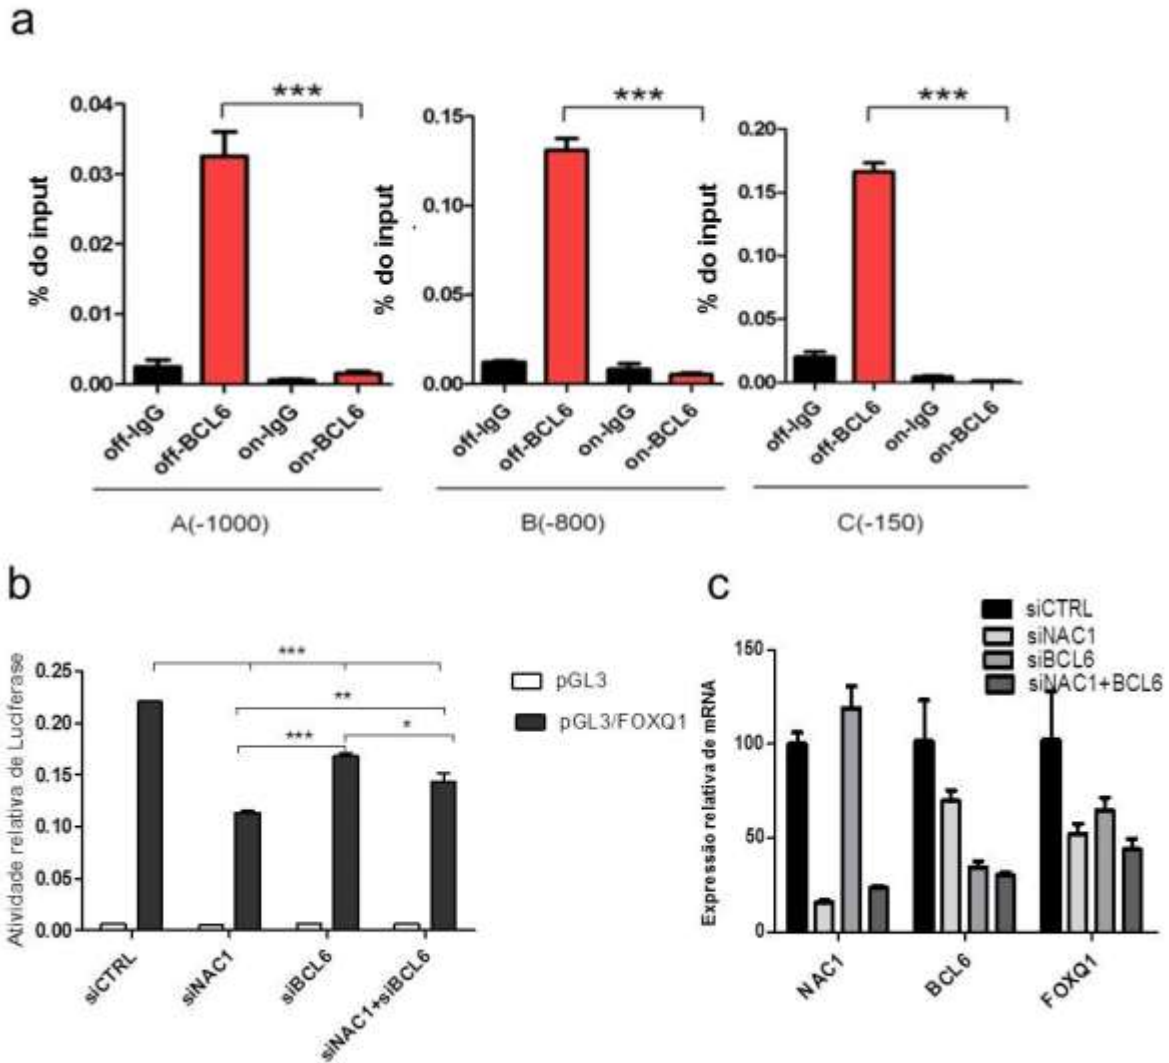 a
***
0.04
0.03
0.02
0.01
0.00
% do input
off-IgG
off-BCL6
on-IgG
on-BCL6
A(-1000)
***
0.15
0.10
0.05
0.00
% do input
off-IgG
off-BCL6
on-IgG
on-BCL6
B(-800)
***
0.20
0.15
0.10
0.05
0.00
% do input
off-IgG
off-BCL6
on-IgG
on-BCL6
C(-150)
b
Atividade relativa de Luciferase
0.25
0.20
0.15
0.10
0.05
0.00
***
**
***
*
pGL3
pGL3/FOXQ1
siCTRL
siNAC1
siBCL6
siNAC1+siBCL6
c
siCTRL
siNAC1
siBCL6
siNAC1+BCL6
Expressão relativa de mRNA
150
100
50
0
NAC1
BCL6
FOXQ1